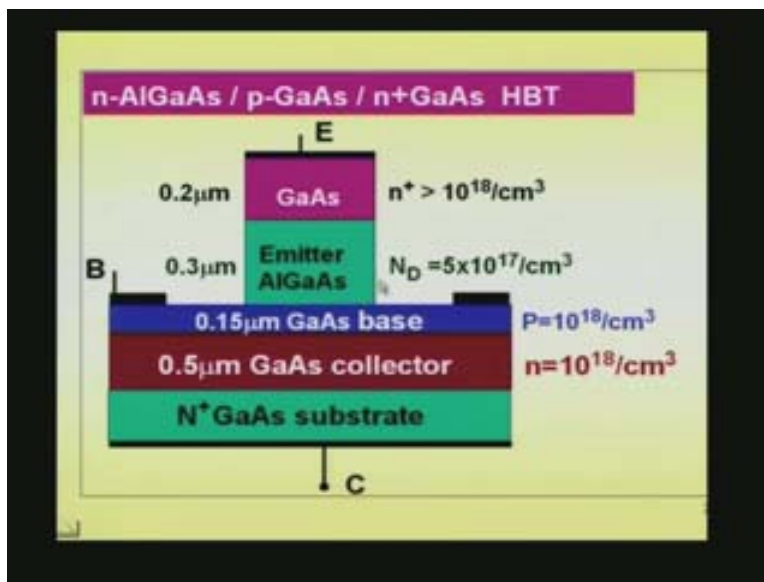 n-AlGaAs / p-GaAs / n+GaAs HBT
E
0.2μm GaAs n⁺ > 10¹⁸/cm³
B 0.3μm Emitter AlGaAs N_D =5x10¹⁷/cm³
0.15μm GaAs base P=10¹⁸/cm³
0.5μm GaAs collector n=10¹⁸/cm³
N⁺GaAs substrate
C